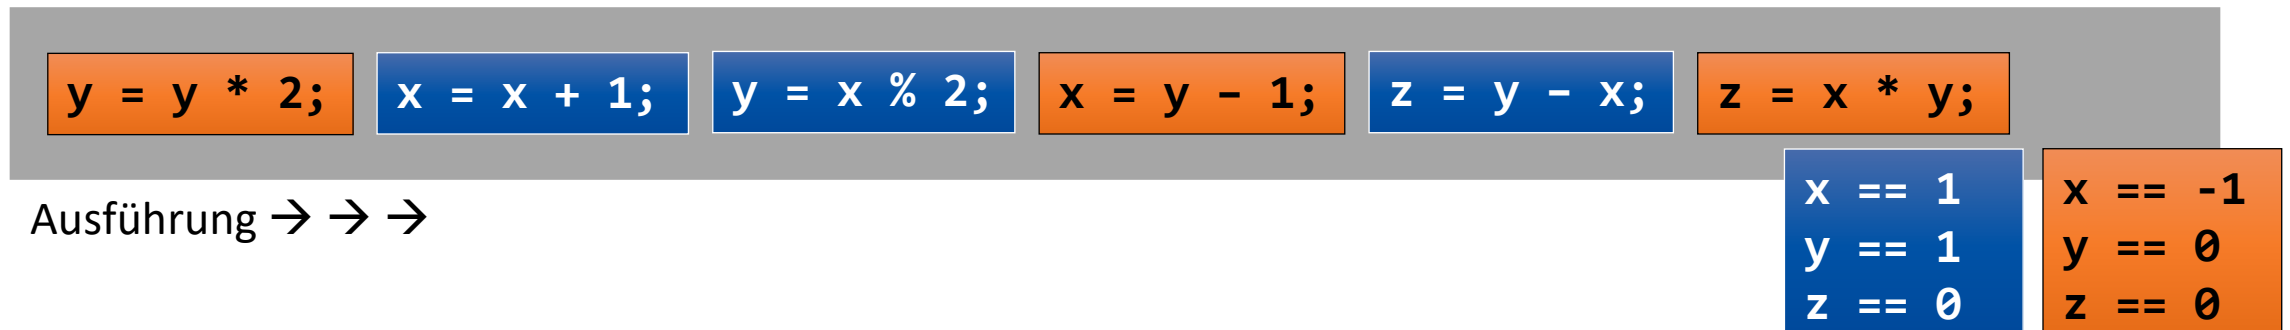 y = y * 2; x = x + 1; y = x % 2; x = y − 1; z = y − x; z = x * y;
Ausführung → → →
x == 1
y == 1
z == 0
x == -1
y == 0
z == 0